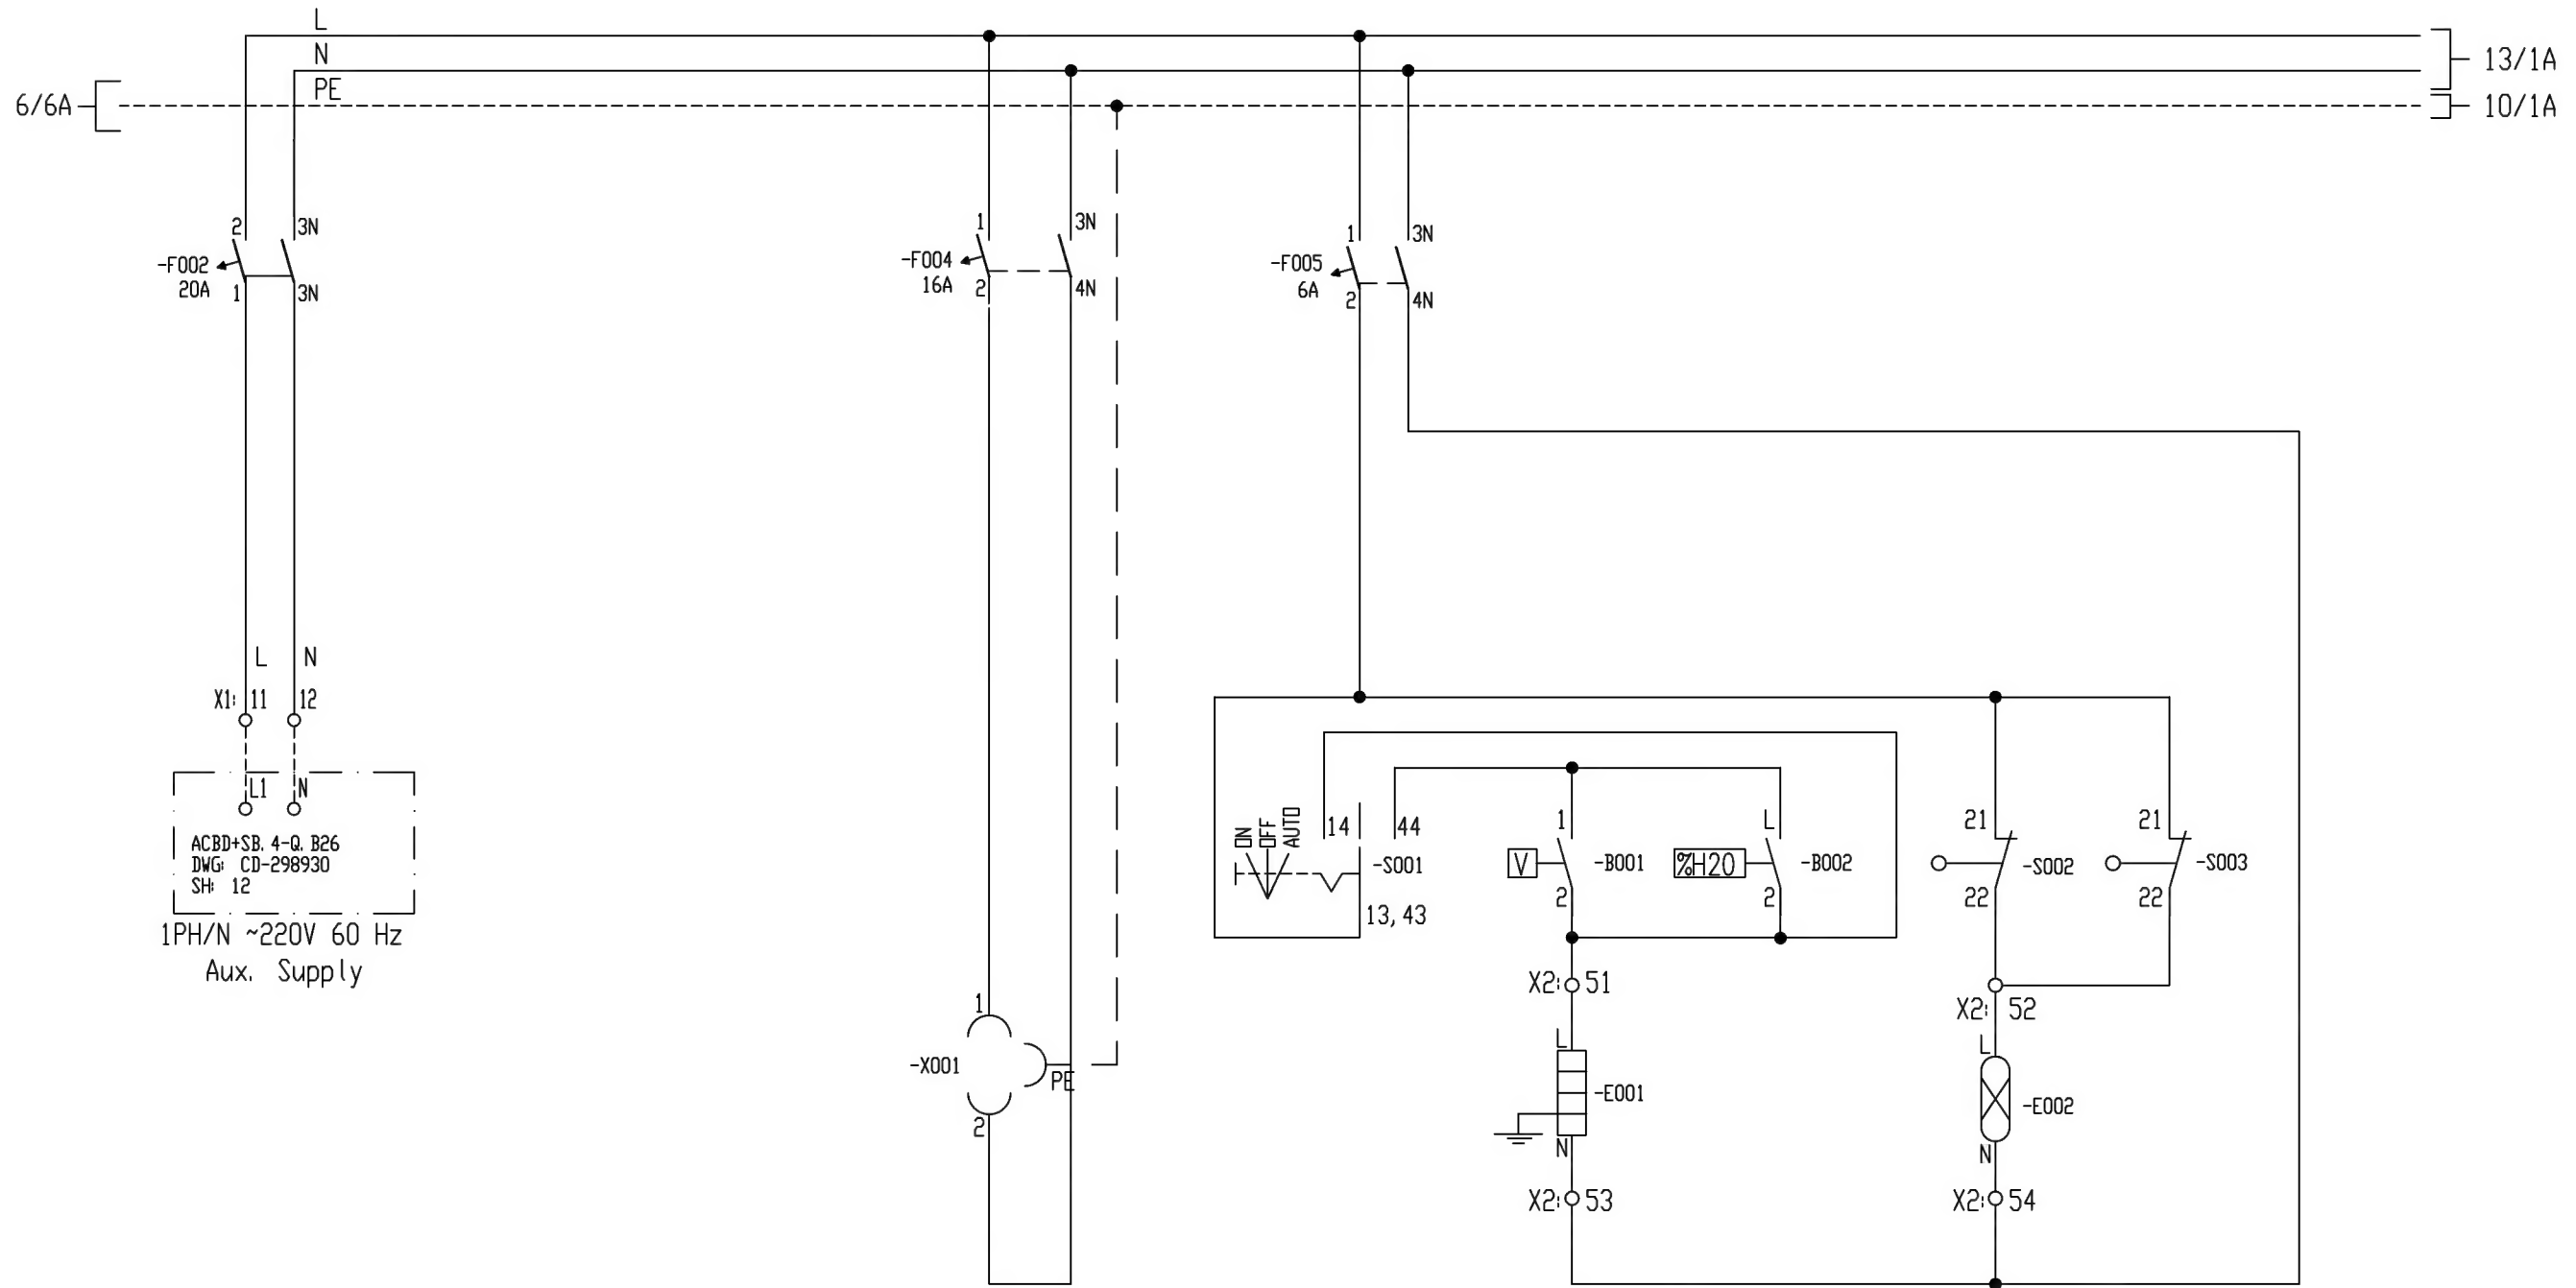 L
N
PE
6/6A
13/1A
10/1A
2
3N
-F002
20A
1
3N
1
3N
-F004
16A
2
4N
1
3N
-F005
6A
2
4N
L
N
X1:
11
12
L1
N
ACBD+SB. 4-Q. B26
DWG: CD-298930
SH: 12
1PH/N ~220V 60 Hz
Aux. Supply
1
-X001
PE
2
ON
OFF
AUTO
14
44
-S001
13, 43
1
V
-B001
2
L
%H2O
-B002
2
21
-S002
22
21
-S003
22
X2: 51
L
-E001
N
X2: 53
X2: 52
L
-E002
N
X2: 54